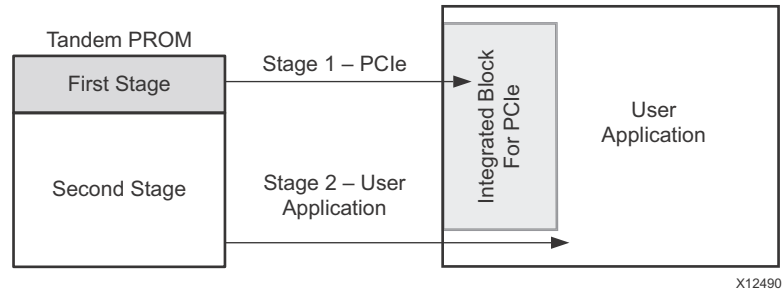 Tandem PROM
First Stage
Second Stage
Stage 1 – PCIe
Stage 2 – User
Application
Integrated Block
For PCIe
User
Application
X12490